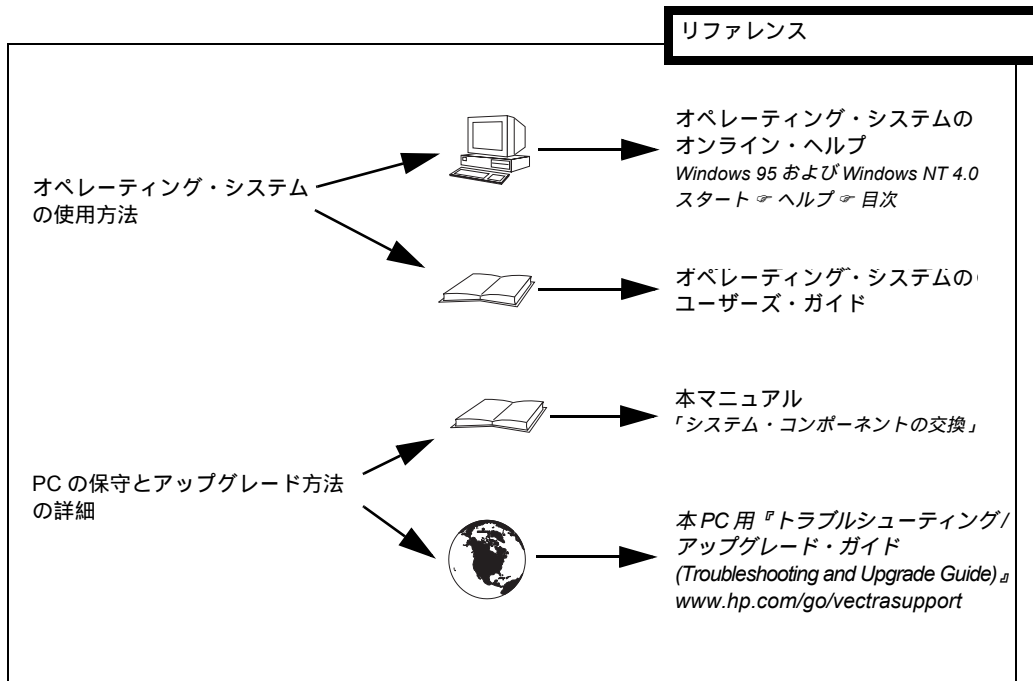 リファレンス
オペレーティング・システム
の使用方法
オペレーティング・システムの
オンライン・ヘルプ
Windows 95 および Windows NT 4.0
スタート ☞ ヘルプ ☞ 目次
オペレーティング・システムの
ユーザーズ・ガイド
PC の保守とアップグレード方法
の詳細
本マニュアル
「システム・コンポーネントの交換」
本 PC 用『トラブルシューティング/
アップグレード・ガイド
(Troubleshooting and Upgrade Guide)』
www.hp.com/go/vectrasupport